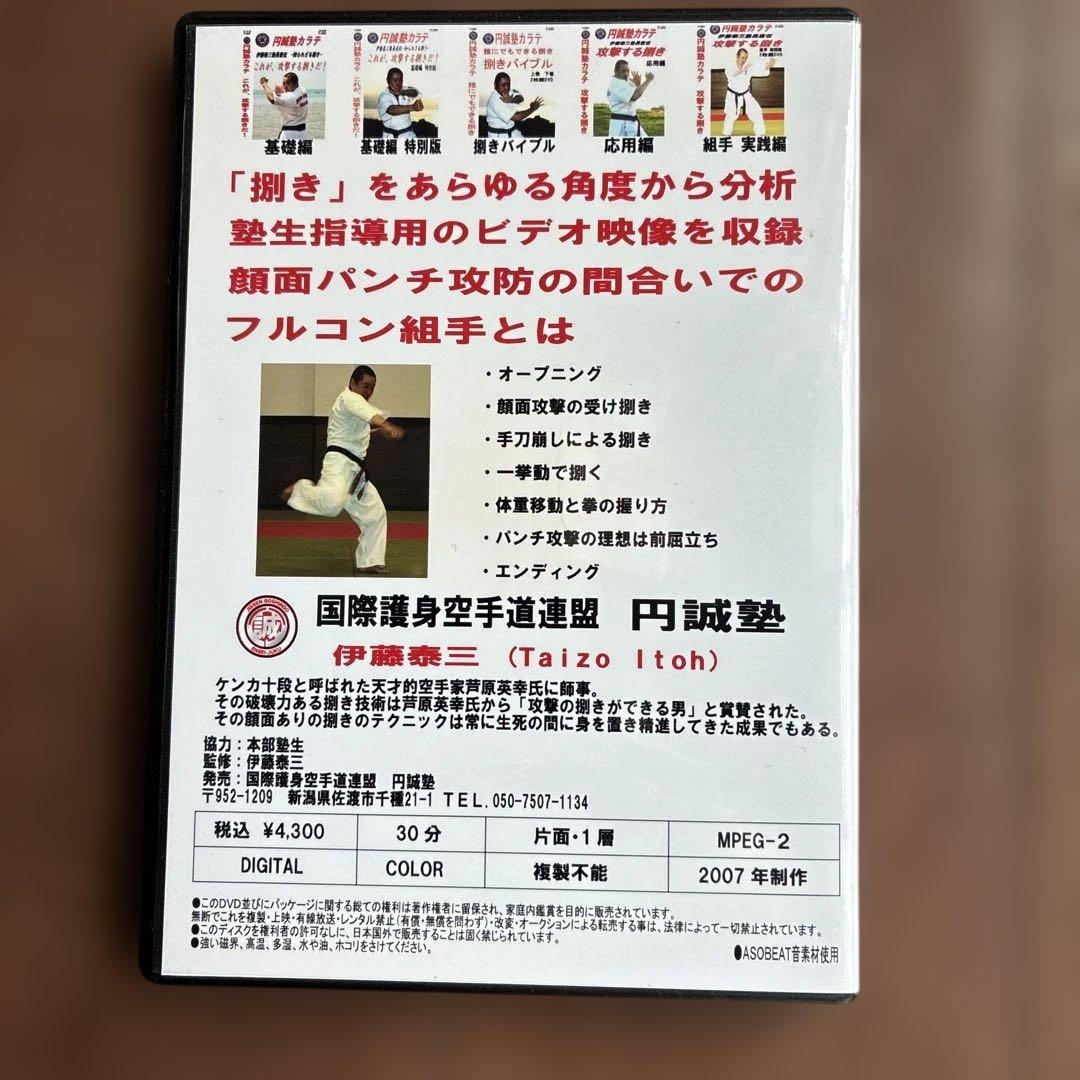 円誠塾カラテ
円誠塾カラテ
円誠塾カラテ
円誠塾カラテ
円誠塾カラテ
これが、攻撃する捌きだ!
これが、攻撃する捌きだ!
誰にでもできる捌き
捌きバイブル
攻撃する捌き
応用編
攻撃する捌き
基礎編
基礎編 特別版
捌きバイブル
応用編
組手 実践編
「捌き」をあらゆる角度から分析
塾生指導用のビデオ映像を収録
顔面パンチ攻防の間合いでの
フルコン組手とは
・オープニング
・顔面攻撃の受け捌き
・手刀崩しによる捌き
・一挙動で捌く
・体重移動と拳の握り方
・パンチ攻撃の理想は前屈立ち
・エンディング
国際護身空手道連盟 円誠塾
伊藤泰三 (Taizo Itoh)
ケンカ十段と呼ばれた天才的空手家芦原英幸氏に師事。
その破壊力ある捌き技術は芦原英幸氏から「攻撃の捌きができる男」と賞賛された。
その顔面ありの捌きのテクニックは常に生死の間に身を置き精進してきた成果でもある。
協力:本部塾生
監修:伊藤泰三
発売:国際護身空手道連盟 円誠塾
〒952-1209 新潟県佐渡市千種21-1 TEL.050-7507-1134
税込 ¥4,300 30分 片面・1層 MPEG-2
DIGITAL COLOR 複製不能 2007年制作
●このDVD並びにパッケージに関する総ての権利は著作権者に留保され、家庭内鑑賞を目的に販売されています。
無断でこれを複製・上映・有線放送・レンタル禁止(有償・無償を問わず)・改変・オークションによる転売する事は、法律によって一切禁止されています。
●このディスクを権利者の許可なしに、日本国外で販売することは固く禁じられています。
●強い磁界、高温、多湿、水や油、ホコリをさけてください。
●ASOBEAT音素材使用